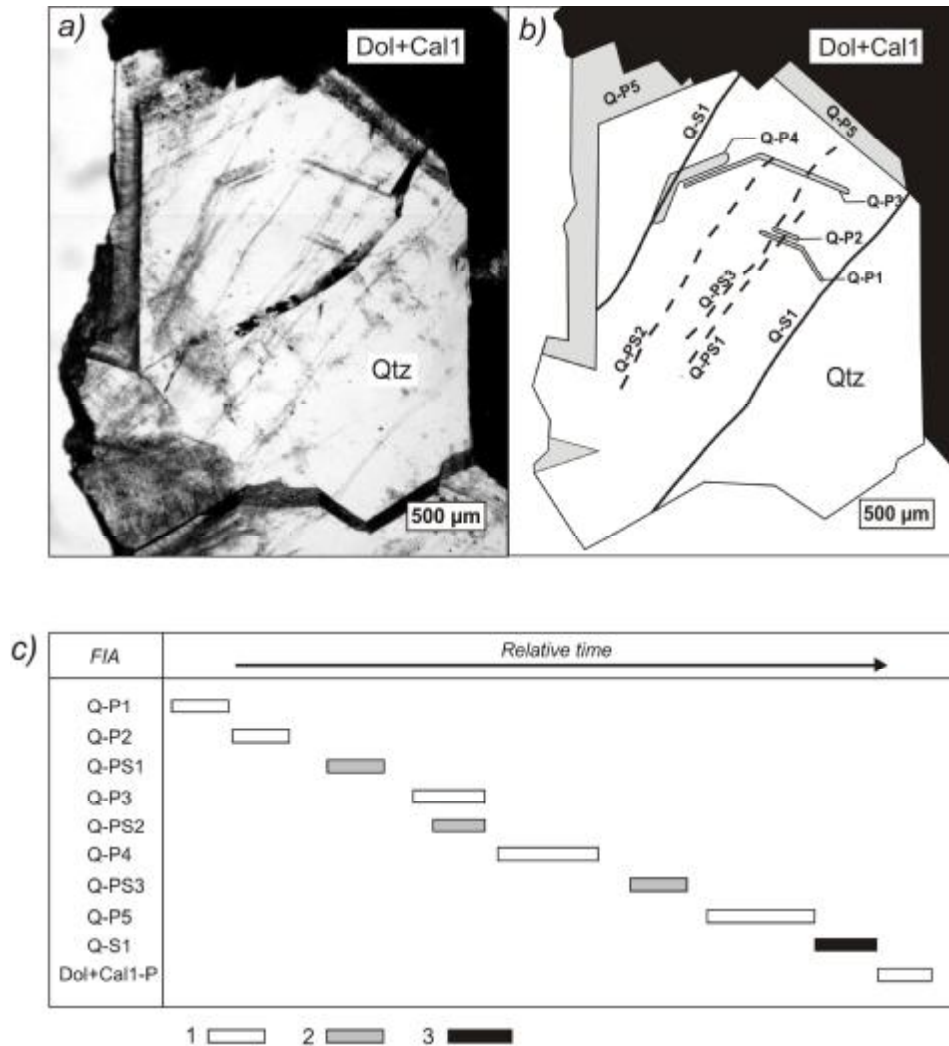 a)
Dol+Cal1
Qtz
500 µm
b)
Dol+Cal1
Q-P5
Q-S1
Q-P4
Q-P5
Q-P3
Q-P2
Q-P1
Q-PS3
Q-S1
Q-PS2
Q-PS1
Qtz
500 µm
c)
FIA Relative time
Q-P1
Q-P2
Q-PS1
Q-P3
Q-PS2
Q-P4
Q-PS3
Q-P5
Q-S1
Dol+Cal1-P
1 2 3